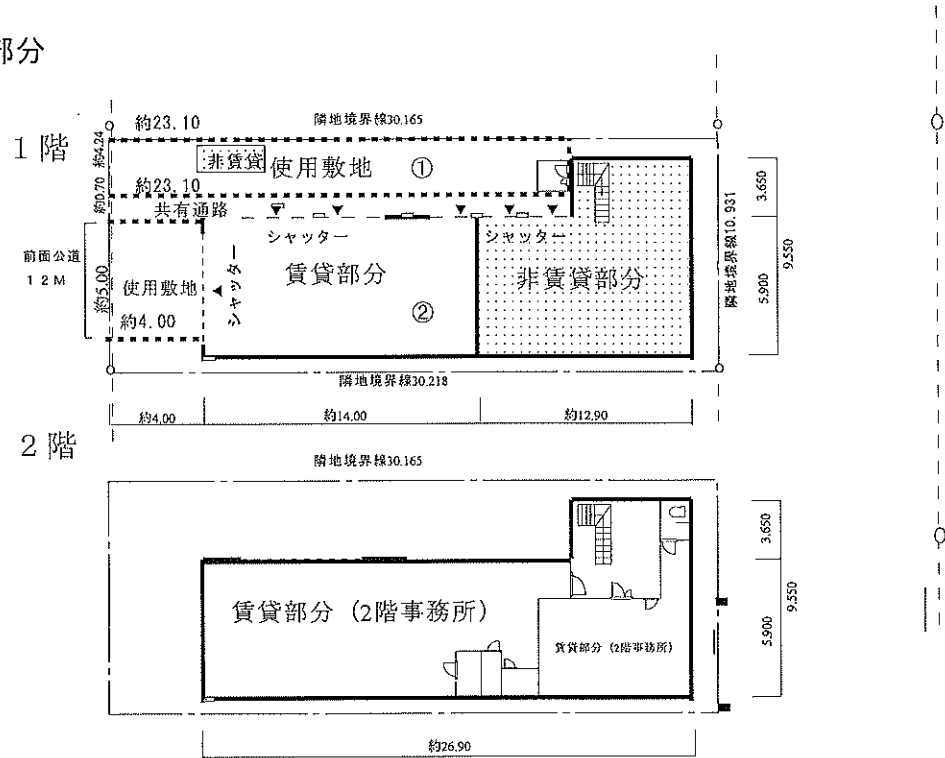 部分
1階
約23.10
隣地境界線30.165
約4.24
非賃貸
使用敷地 ①
約0.70
約23.10
共有通路
シャッター
シャッター
前面公道
12M
約5.00
使用敷地
約4.00
シャッター
賃貸部分
②
非賃貸部分
隣地境界線10.931
3.650
5.900
9.550
隣地境界線30.218
約4.00
約14.00
約12.90
2階
隣地境界線30.165
賃貸部分（2階事務所）
賃貸部分（2階事務所）
3.650
5.900
9.550
約26.90